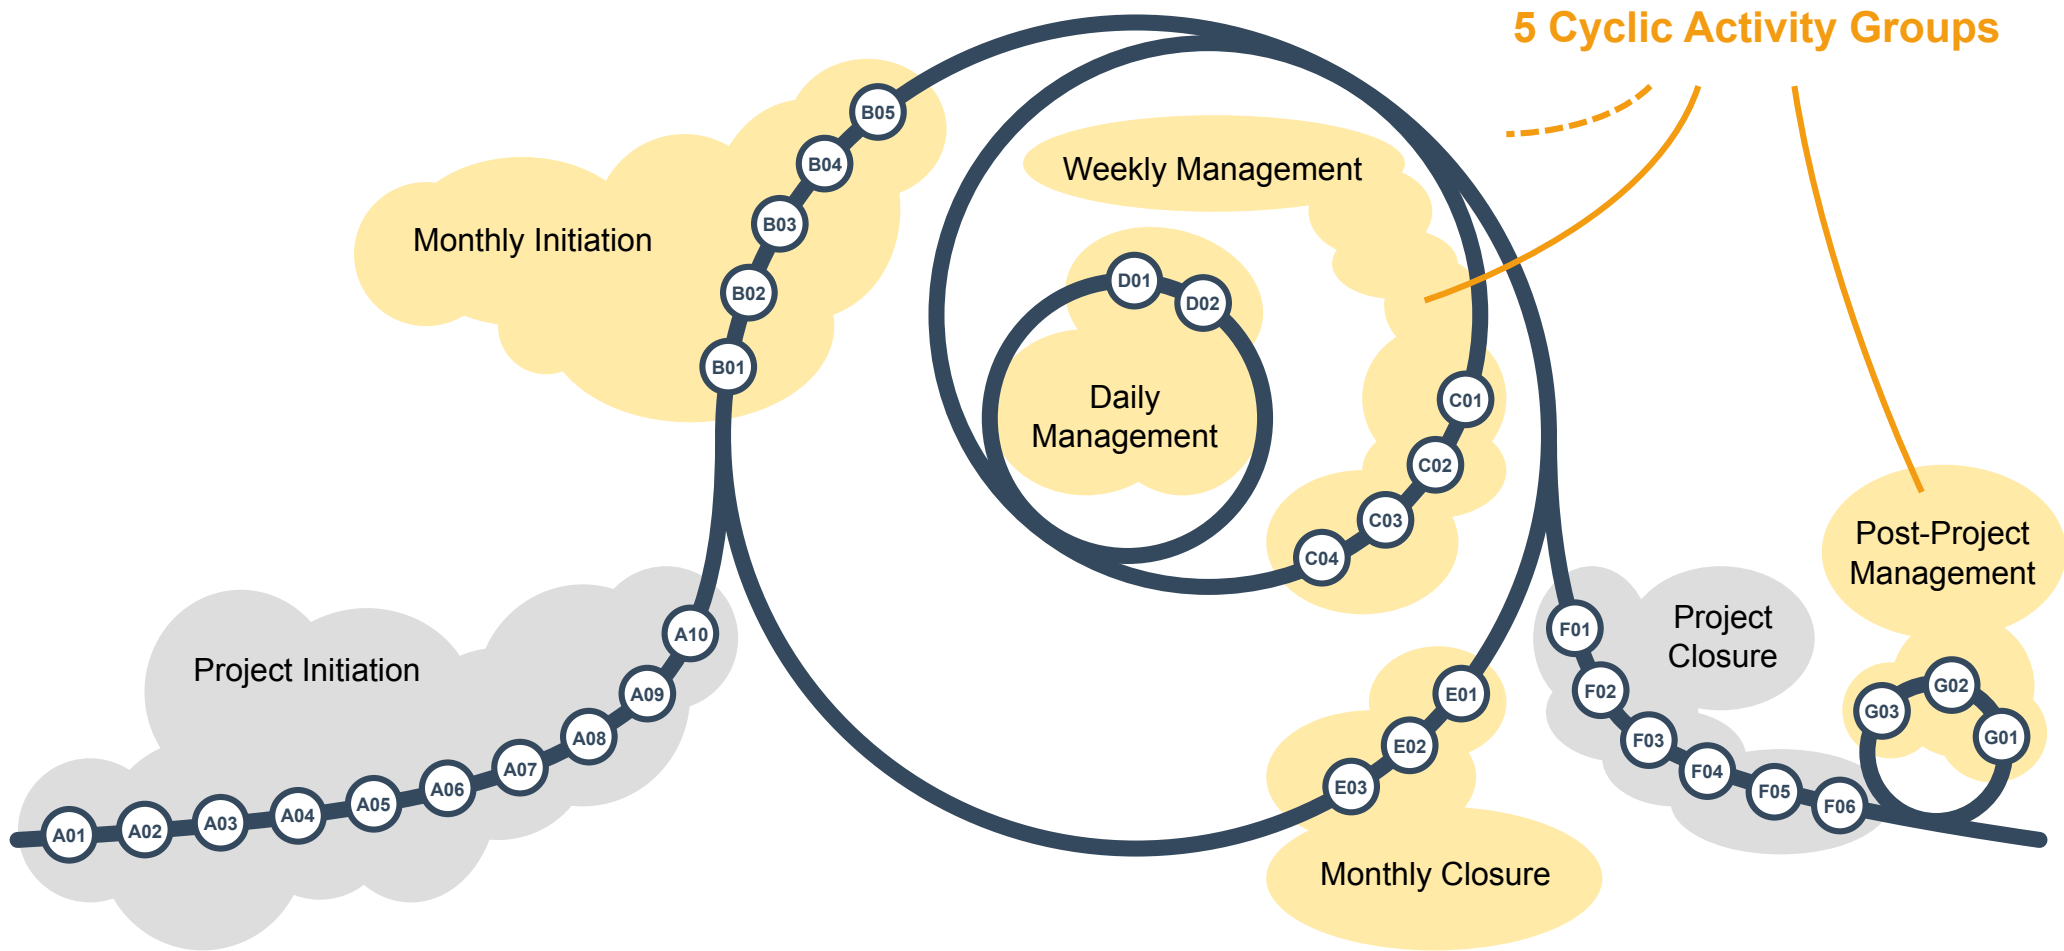 5 Cyclic Activity Groups
Monthly Initiation
B05
B04
B03
B02
B01
Weekly Management
D01
D02
Daily
Management
C01
C02
C03
C04
Project Initiation
A01
A02
A03
A04
A05
A06
A07
A08
A09
A10
E01
E02
E03
Monthly Closure
Project
Closure
F01
F02
F03
F04
F05
F06
Post-Project
Management
G03
G02
G01